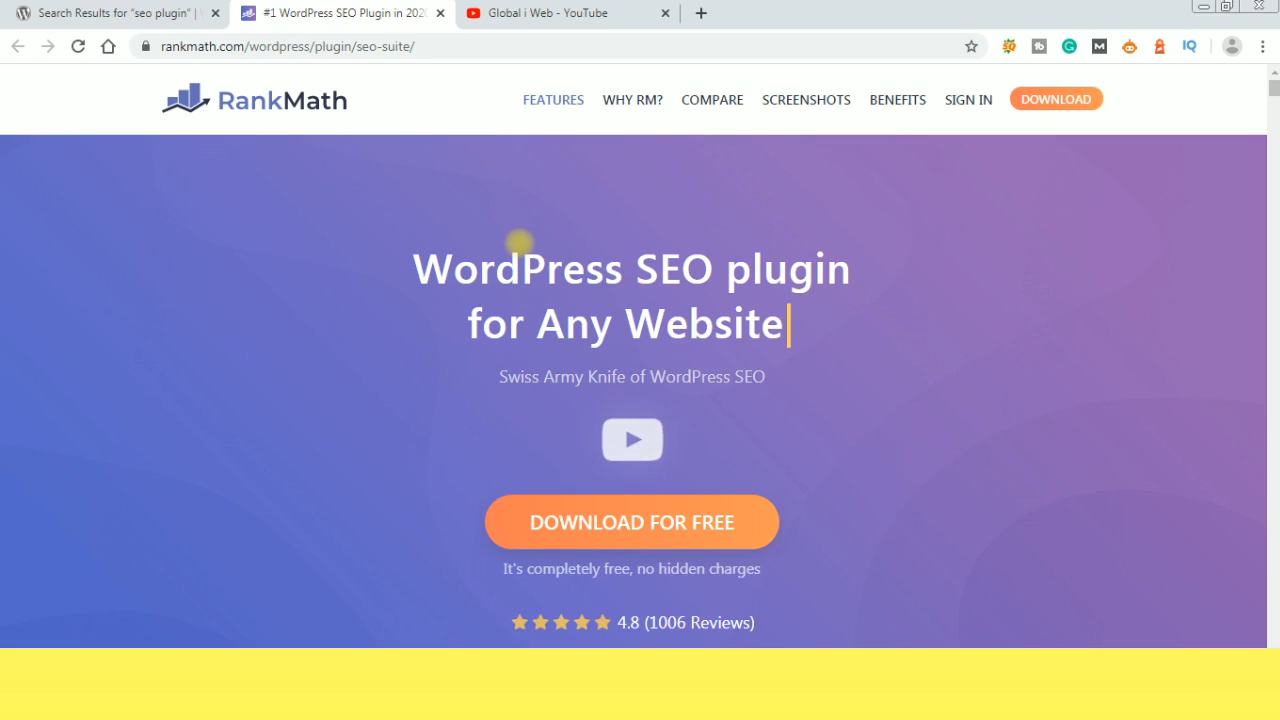 Search Results for "seo plugin" |
#1 WordPress SEO Plugin in 2020
Global i Web - YouTube
rankmath.com/wordpress/plugin/seo-suite/
RankMath
FEATURES
WHY RM?
COMPARE
SCREENSHOTS
BENEFITS
SIGN IN
DOWNLOAD
WordPress SEO plugin
for Any Website
Swiss Army Knife of WordPress SEO
DOWNLOAD FOR FREE
It's completely free, no hidden charges
4.8 (1006 Reviews)